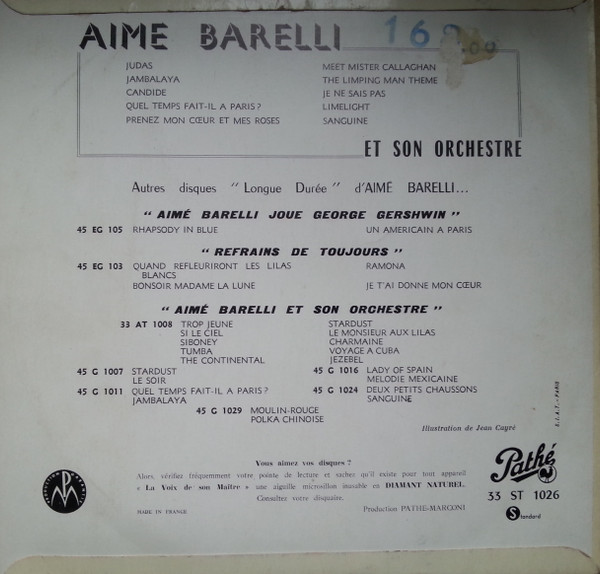 AIME BARELLI
168
.00
JUDAS
JAMBALAYA
CANDIDE
QUEL TEMPS FAIT-IL A PARIS ?
PRENEZ MON CŒUR ET MES ROSES
MEET MISTER CALLAGHAN
THE LIMPING MAN THEME
JE NE SAIS PAS
LIMELIGHT
SANGUINE
ET SON ORCHESTRE
Autres disques "Longue Durée" d'AIMÉ BARELLI...
" AIMÉ BARELLI JOUE GEORGE GERSHWIN "
45 EG 105 RHAPSODY IN BLUE UN AMERICAIN A PARIS
" REFRAINS DE TOUJOURS "
45 EG 103 QUAND REFLEURIRONT LES LILAS RAMONA
BLANCS
BONSOIR MADAME LA LUNE JE T'AI DONNE MON CŒUR
" AIMÉ BARELLI ET SON ORCHESTRE "
33 AT 1008 TROP JEUNE STARDUST
SI LE CIEL LE MONSIEUR AUX LILAS
SIBONEY CHARMAINE
TUMBA VOYAGE A CUBA
THE CONTINENTAL JEZEBEL
45 G 1007 STARDUST 45 G 1016 LADY OF SPAIN
LE SOIR MELODIE MEXICAINE
45 G 1011 QUEL TEMPS FAIT-IL A PARIS ? 45 G 1024 DEUX PETITS CHAUSSONS
JAMBALAYA SANGUINE
45 G 1029 MOULIN-ROUGE
POLKA CHINOISE
Illustration de Jean Cayré
S.I.A.T. - PARIS
Vous aimez vos disques ?
Alors, vérifiez fréquemment votre pointe de lecture et sachez qu'il existe pour tout appareil
« La Voix de son Maître » une aiguille microsillon inusable en DIAMANT NATUREL.
Consultez votre disquaire.
MADE IN FRANCE
Production PATHE-MARCONI
Pathé
33 ST 1026
S Standard